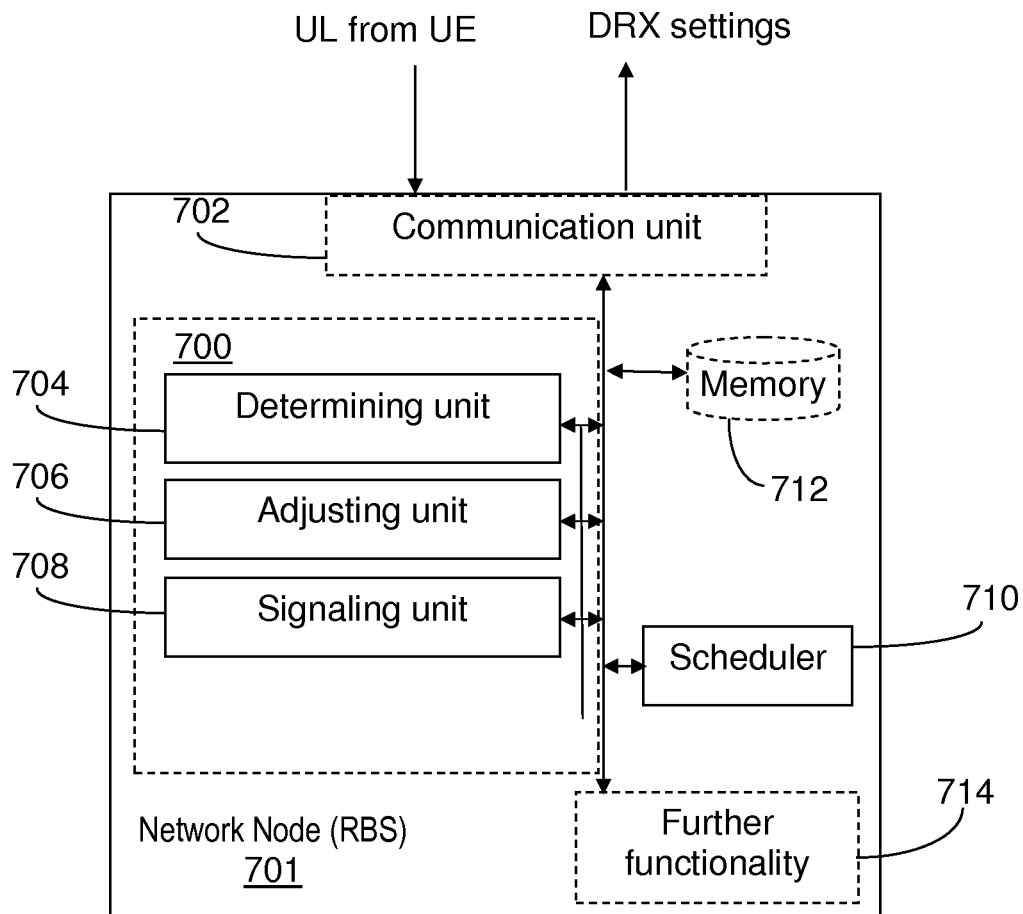 UL from UE
DRX settings
702
Communication unit
700
704
Determining unit
Memory
706
Adjusting unit
712
708
Signaling unit
710
Scheduler
714
Further
functionality
Network Node (RBS)
701